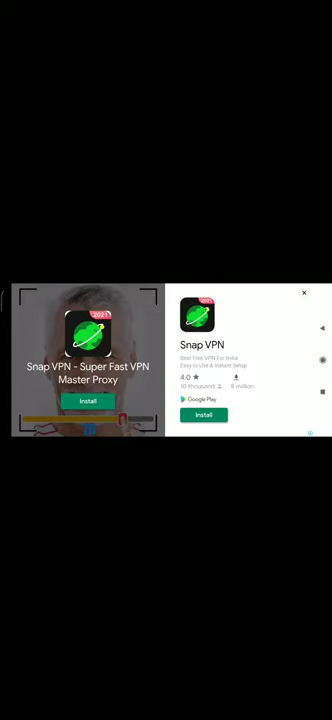 2021
Snap VPN - Super Fast VPN
Master Proxy
Install
2021
Snap VPN
Best Free VPN For India
Easy to Use & Instant Setup
4.0 ★
10 thousand 8 million
Google Play
Install